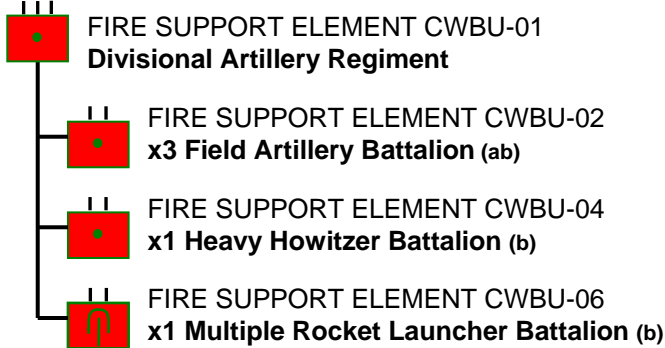 FIRE SUPPORT ELEMENT CWBU-01
Divisional Artillery Regiment
FIRE SUPPORT ELEMENT CWBU-02
x3 Field Artillery Battalion (ab)
FIRE SUPPORT ELEMENT CWBU-04
x1 Heavy Howitzer Battalion (b)
FIRE SUPPORT ELEMENT CWBU-06
x1 Multiple Rocket Launcher Battalion (b)